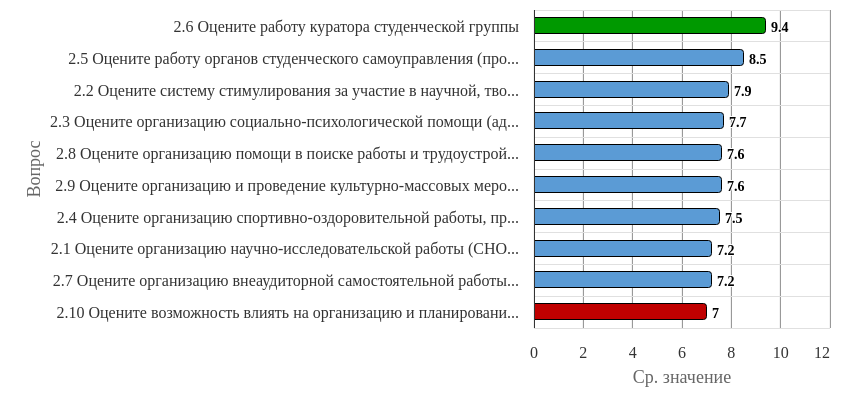 2.6 Оцените работу куратора студенческой группы 9.4
2.5 Оцените работу органов студенческого самоуправления (про... 8.5
2.2 Оцените систему стимулирования за участие в научной, тво... 7.9
2.3 Оцените организацию социально-психологической помощи (ад... 7.7
2.8 Оцените организацию помощи в поиске работы и трудоустрой... 7.6
2.9 Оцените организацию и проведение культурно-массовых меро... 7.6
2.4 Оцените организацию спортивно-оздоровительной работы, пр... 7.5
2.1 Оцените организацию научно-исследовательской работы (СНО... 7.2
2.7 Оцените организацию внеаудиторной самостоятельной работы... 7.2
2.10 Оцените возможность влиять на организацию и планировани... 7
Вопрос
0 2 4 6 8 10 12
Ср. значение